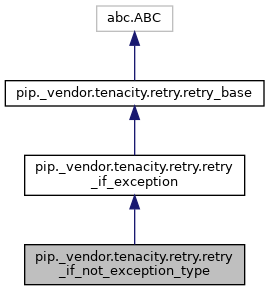 abc.ABC
pip._vendor.tenacity.retry.retry_base
pip._vendor.tenacity.retry.retry
_if_exception
pip._vendor.tenacity.retry.retry
_if_not_exception_type